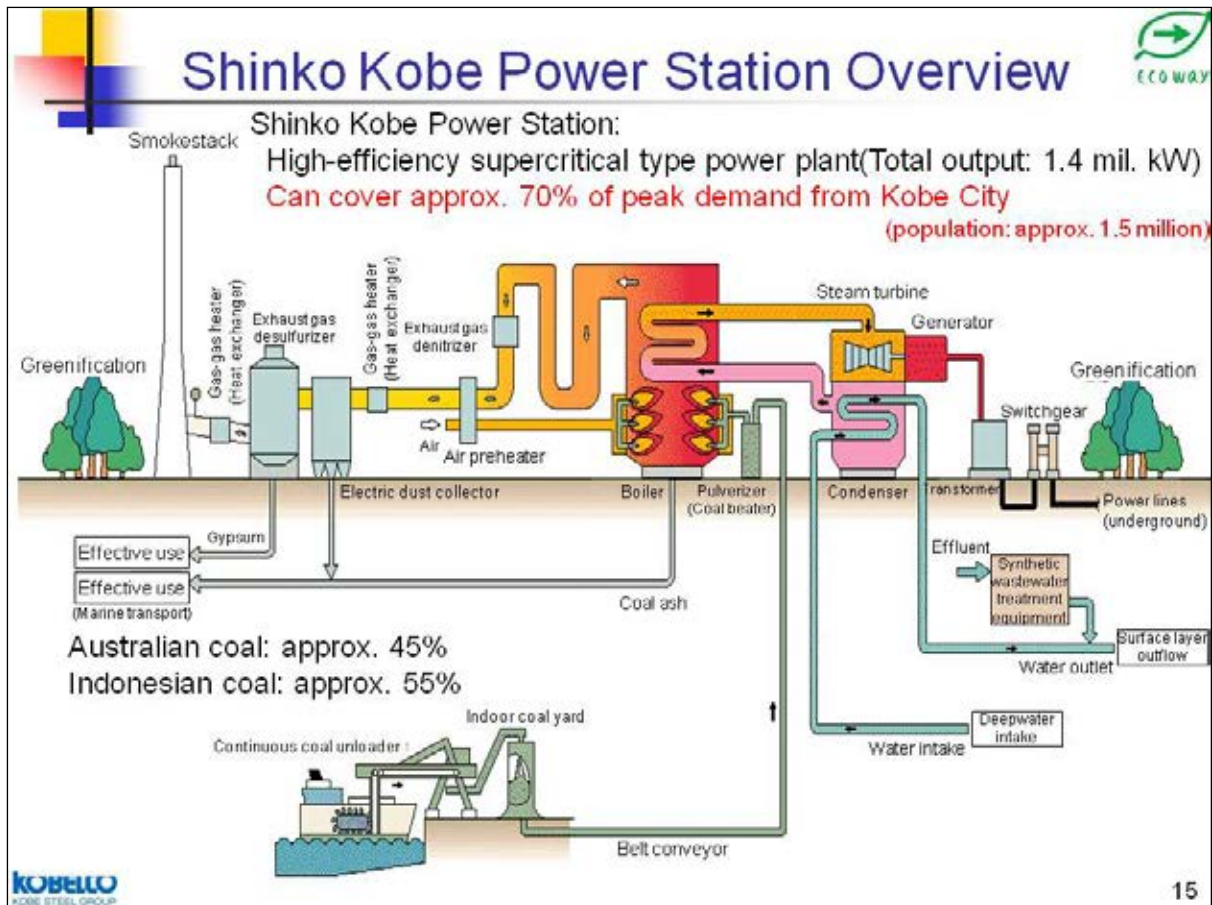 Shinko Kobe Power Station Overview
ECOWAY
Shinko Kobe Power Station:
High-efficiency supercritical type power plant(Total output: 1.4 mil. kW)
Can cover approx. 70% of peak demand from Kobe City
(population: approx. 1.5 million)
Smokestack
Gas-gas heater
(Heat exchanger)
Exhaust gas
desulfurizer
Gas-gas heater
(Heat exchanger)
Exhaust gas
denitrizer
Steam turbine
Generator
Greenification
Greenification
Switchgear
Air
Air preheater
Electric dust collector
Boiler
Pulverizer
(Coal beater)
Condenser
Transformer
Power lines
(underground)
Gypsum
Effective use
Effective use
(Marine transport)
Coal ash
Effluent
Synthetic
wastewater
treatment
equipment
Surface layer
outflow
Water outlet
Australian coal: approx. 45%
Indonesian coal: approx. 55%
Deepwater
intake
Water intake
Indoor coal yard
Continuous coal unloader
Belt conveyor
KOBELCO
KOBE STEEL GROUP
15